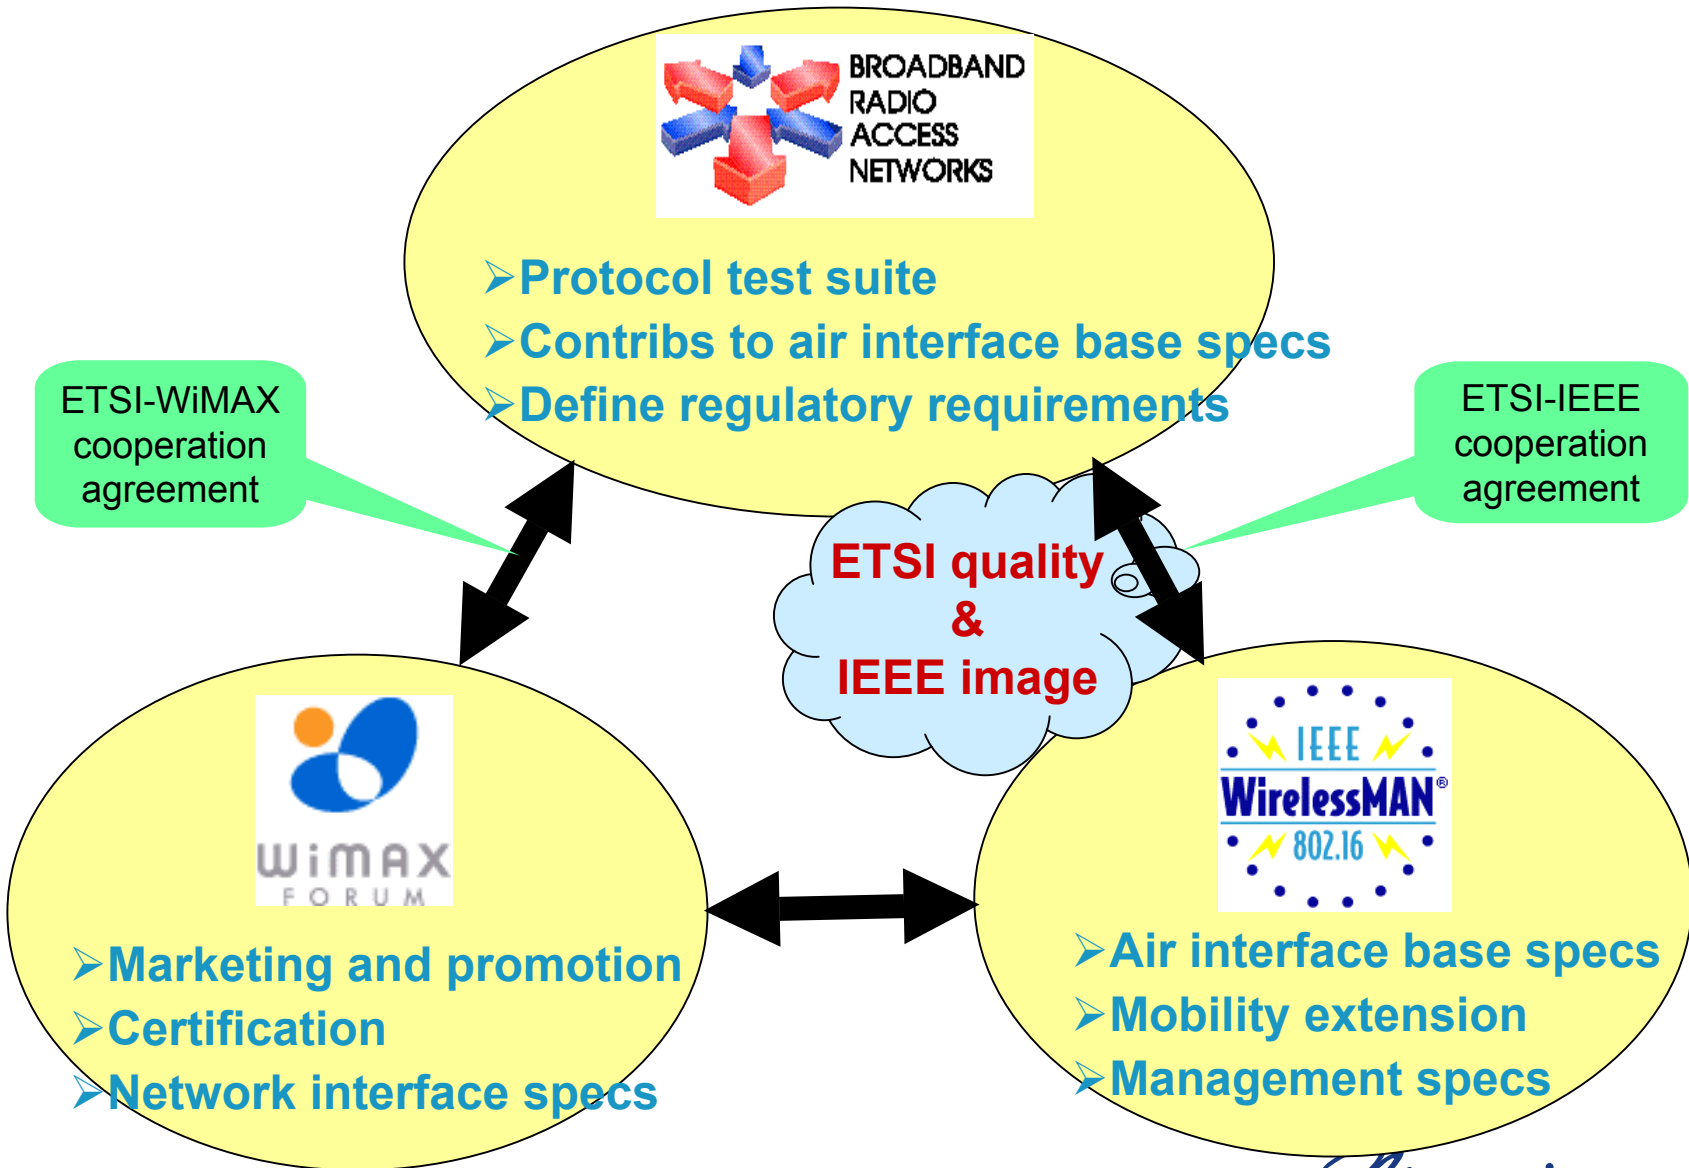 BROADBAND
RADIO
ACCESS
NETWORKS
➢Protocol test suite
➢Contribs to air interface base specs
➢Define regulatory requirements
ETSI-WiMAX
cooperation
agreement
ETSI-IEEE
cooperation
agreement
ETSI quality
&
IEEE image
WiMAX
FORUM
➢Marketing and promotion
➢Certification
➢Network interface specs
IEEE
WirelessMAN®
802.16
➢Air interface base specs
➢Mobility extension
➢Management specs